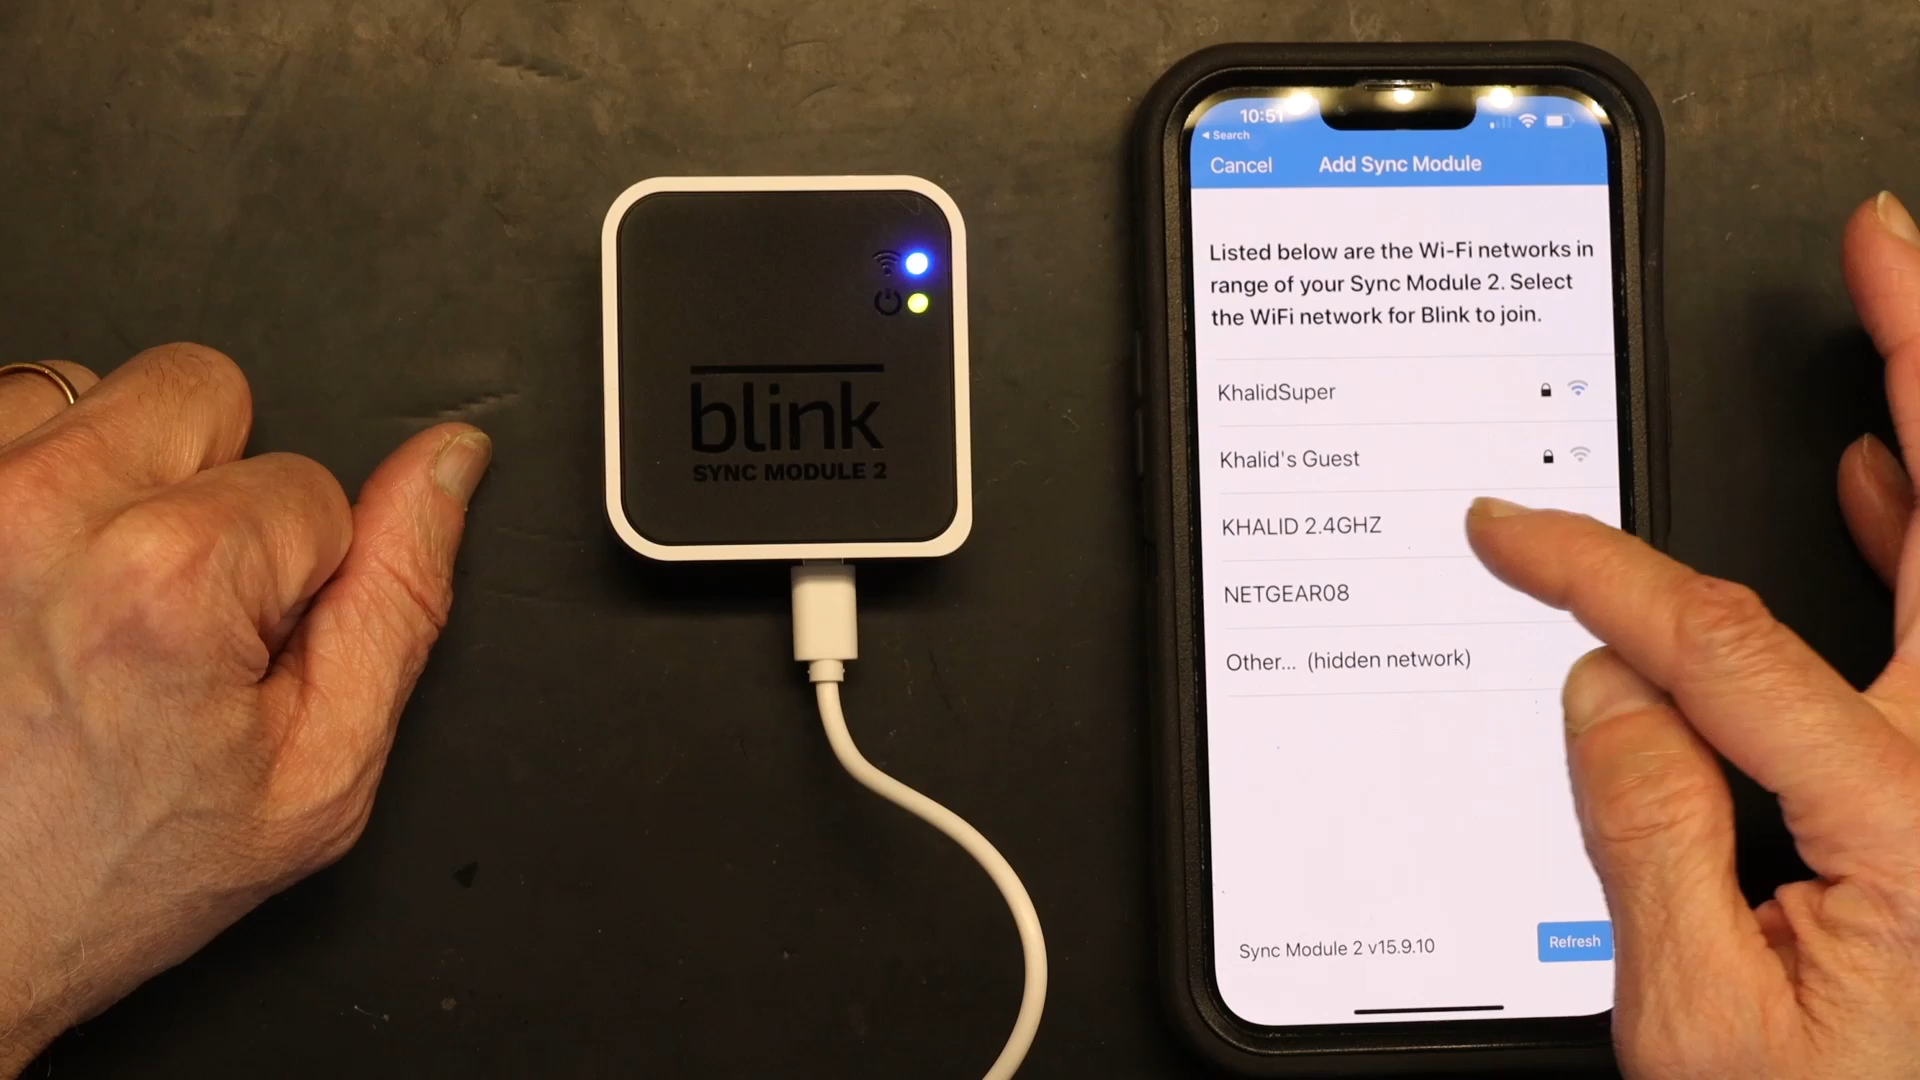 blink
SYNC MODULE 2
10:51
◂ Search
Cancel
Add Sync Module
Listed below are the Wi-Fi networks in
range of your Sync Module 2. Select
the WiFi network for Blink to join.
KhalidSuper
Khalid's Guest
KHALID 2.4GHZ
NETGEAR08
Other... (hidden network)
Sync Module 2 v15.9.10
Refresh